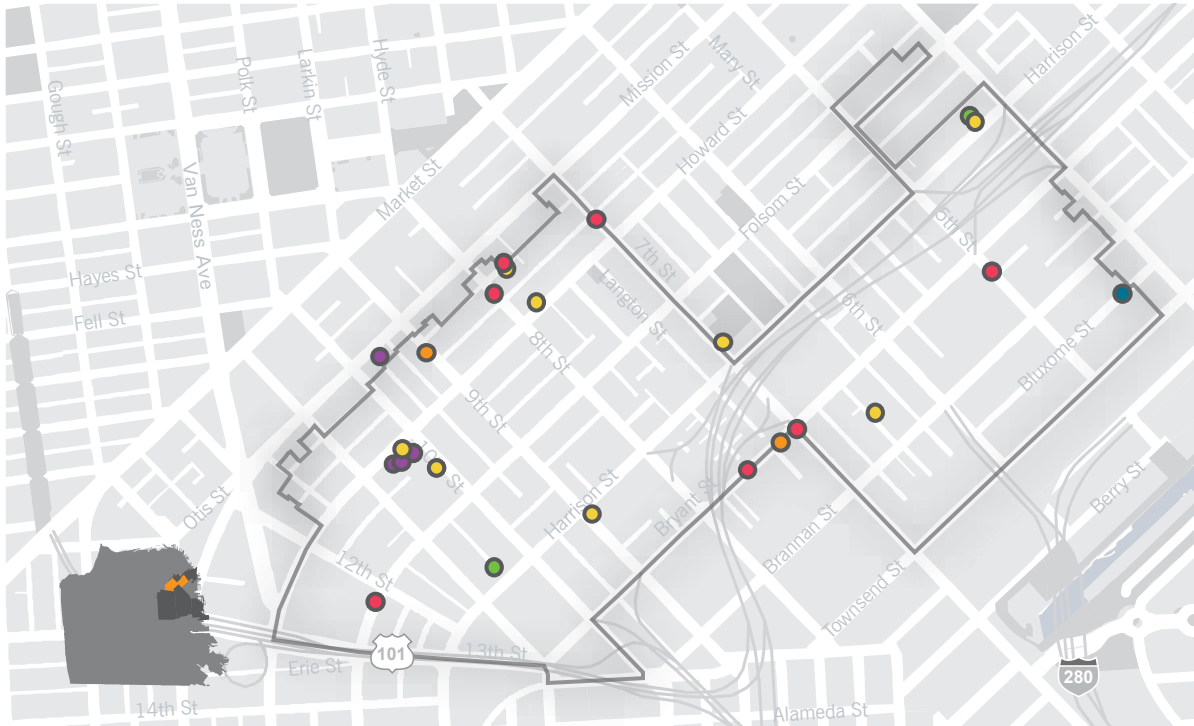 Gough St
Polk St
Larkin St
Hyde St
Mission St
Mary St
Harrison St
Van Ness Ave
Market St
Howard St
Folsom St
6th St
7th St
Hayes St
Fell St
Langton St
6th St
8th St
Bluxome St
9th St
10th St
Otis St
Harrison St
Bryant St
Berry St
Brannan St
12th St
Townsend St
101
13th St
Erie St
280
14th St
Alameda St